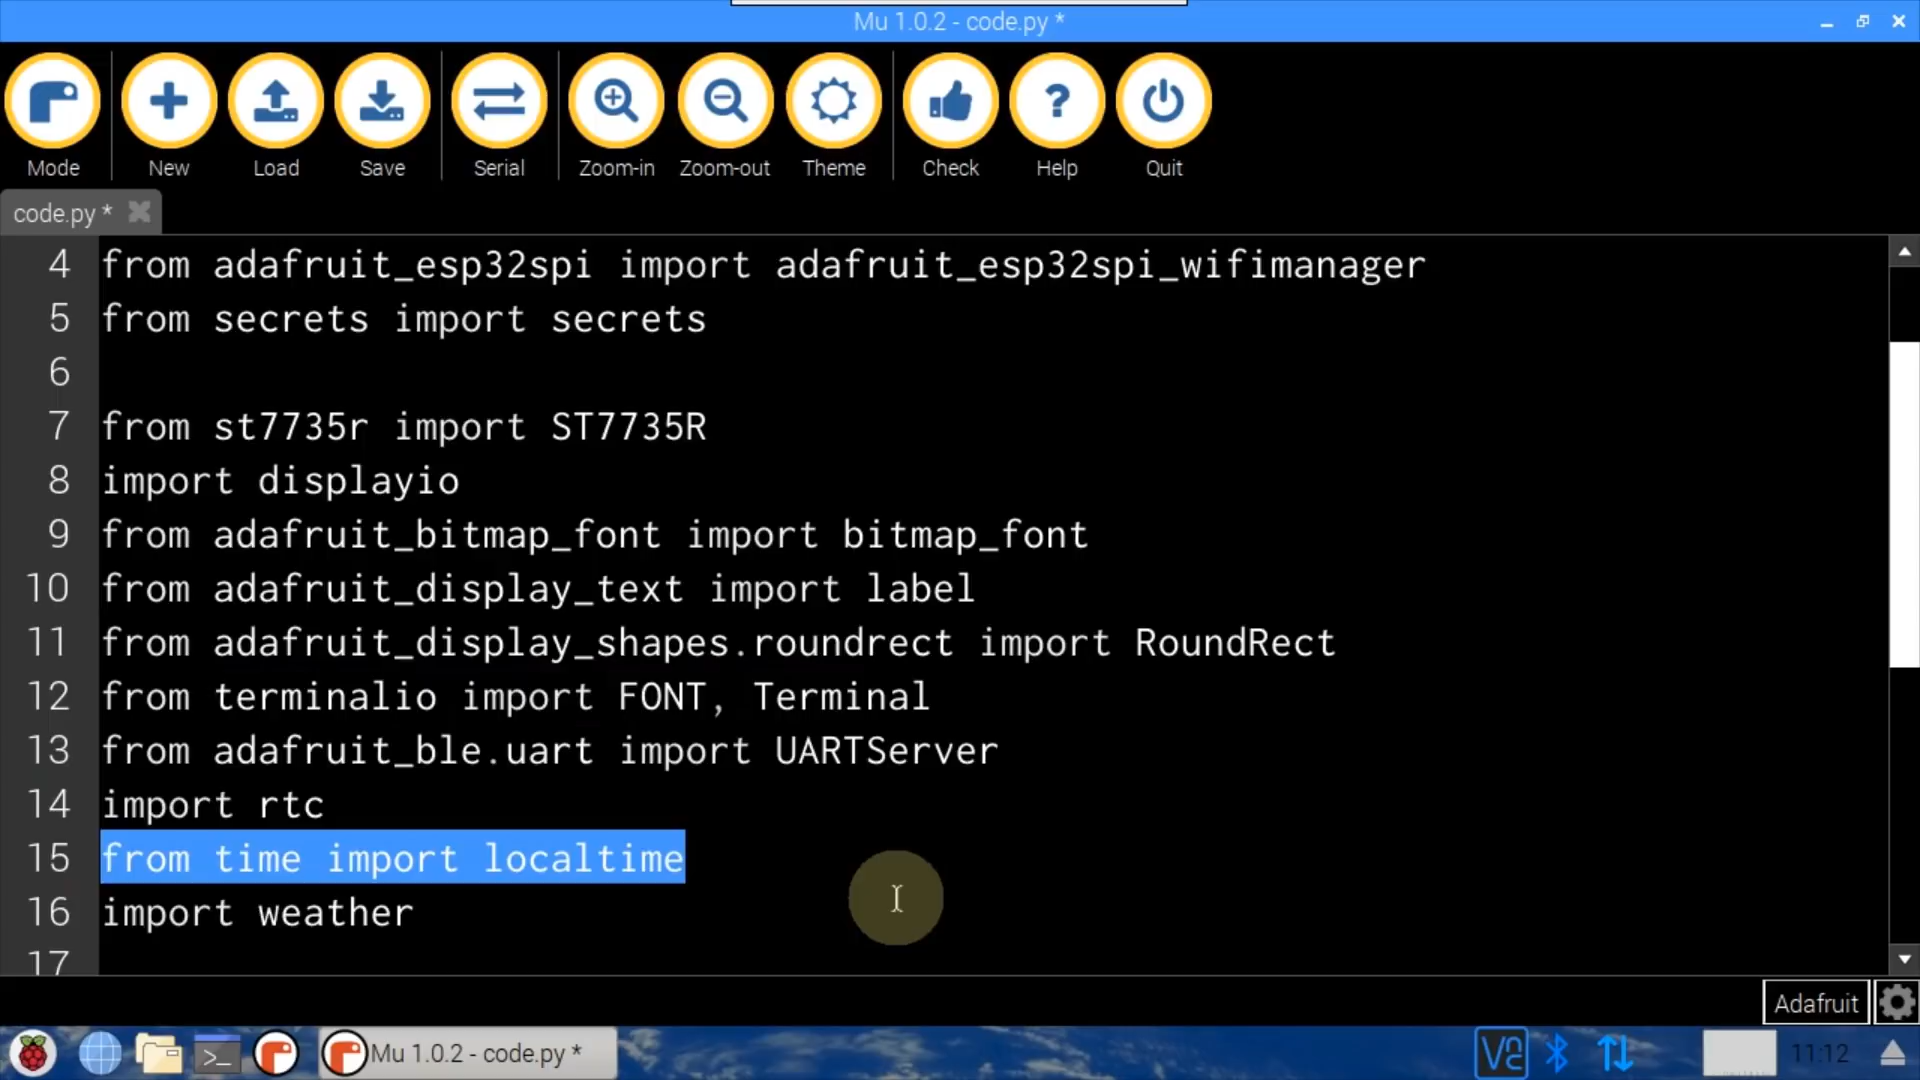 Mu 1.0.2 - code.py *
Mode New Load Save Serial Zoom-in Zoom-out Theme Check Help Quit
code.py *
4 from adafruit_esp32spi import adafruit_esp32spi_wifimanager
5 from secrets import secrets
6
7 from st7735r import ST7735R
8 import displayio
9 from adafruit_bitmap_font import bitmap_font
10 from adafruit_display_text import label
11 from adafruit_display_shapes.roundrect import RoundRect
12 from terminalio import FONT, Terminal
13 from adafruit_ble.uart import UARTServer
14 import rtc
15 from time import localtime
16 import weather
17
Adafruit
Mu 1.0.2 - code.py *
11:12